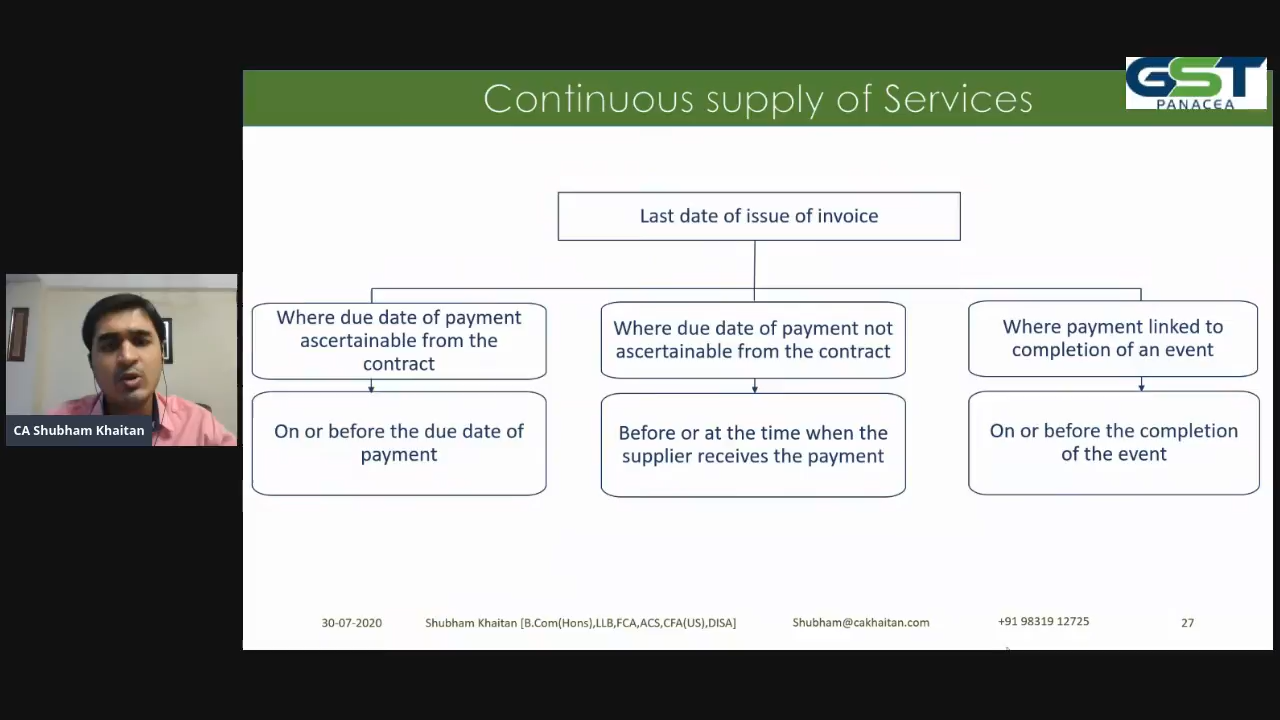 Continuous supply of Services
GST
PANACEA
Last date of issue of invoice
Where due date of payment
ascertainable from the
contract
Where due date of payment not
ascertainable from the contract
Where payment linked to
completion of an event
On or before the due date of
payment
Before or at the time when the
supplier receives the payment
On or before the completion
of the event
CA Shubham Khaitan
30-07-2020
Shubham Khaitan [B.Com(Hons),LLB,FCA,ACS,CFA(US),DISA]
Shubham@cakhaitan.com
+91 98319 12725
27